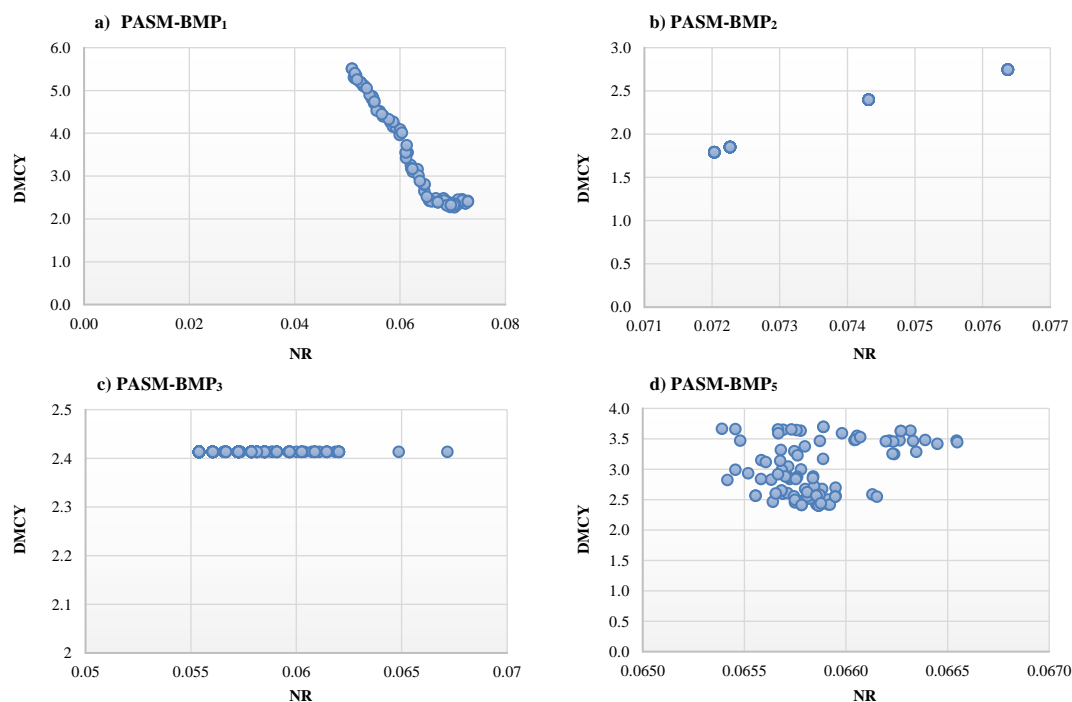 a) PASM-BMP₁
6.0
5.0
4.0
3.0
2.0
1.0
0.0
DMCY
0.00 0.02 0.04 0.06 0.08
NR
b) PASM-BMP₂
3.0
2.5
2.0
1.5
1.0
0.5
0.0
DMCY
0.071 0.072 0.073 0.074 0.075 0.076 0.077
NR
c) PASM-BMP₃
2.5
2.4
2.3
2.2
2.1
2
DMCY
0.05 0.055 0.06 0.065 0.07
NR
d) PASM-BMP₅
4.0
3.5
3.0
2.5
2.0
1.5
1.0
0.5
0.0
DMCY
0.0650 0.0655 0.0660 0.0665 0.0670
NR